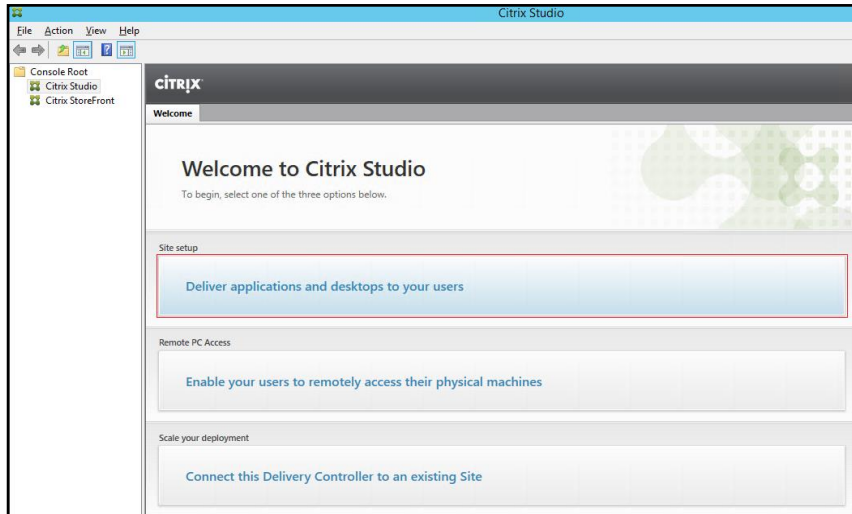 Citrix Studio
File Action View Help
Console Root
Citrix Studio
Citrix StoreFront
CİTRIX
Welcome
Welcome to Citrix Studio
To begin, select one of the three options below.
Site setup
Deliver applications and desktops to your users
Remote PC Access
Enable your users to remotely access their physical machines
Scale your deployment
Connect this Delivery Controller to an existing Site